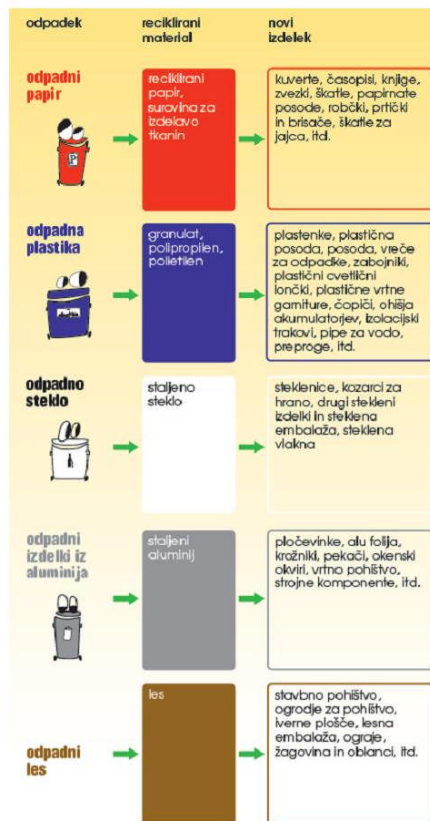 odpadek
reciklirani
material
novi
izdelek
odpadni
papir
reciklirani
papir,
surovina za
izdelavo
tkanin
kuverte, časopisi, knjige,
zvezki, škatle, papirnate
posode, robčki, prtički
in brisače, škatle za
jajca, itd.
odpadna
plastika
granulat,
polipropilen,
polietilen
plastenke, plastična
posoda, posoda, vreče
za odpadke, zabojniki,
plastični cvetlični
lončki, plastične vrtne
garniture, čopiči, ohišja
akumulatorjev, izolacijski
trakovi, pipe za vodo,
preproge, itd.
odpadno
steklo
staljeno
steklo
steklenice, kozarci za
hrano, drugi stekleni
izdelki in steklena
embalaža, steklena
vlakna
odpadni
izdelki iz
aluminija
staljeni
aluminij
pločevinke, alu folija,
krožniki, pekači, okenski
okviri, vrtno pohištvo,
strojne komponente, itd.
odpadni
les
les
stavbno pohištvo,
ogrodje za pohištvo,
iverne plošče, lesna
embalaža, ograje,
žagovina in oblanci, itd.